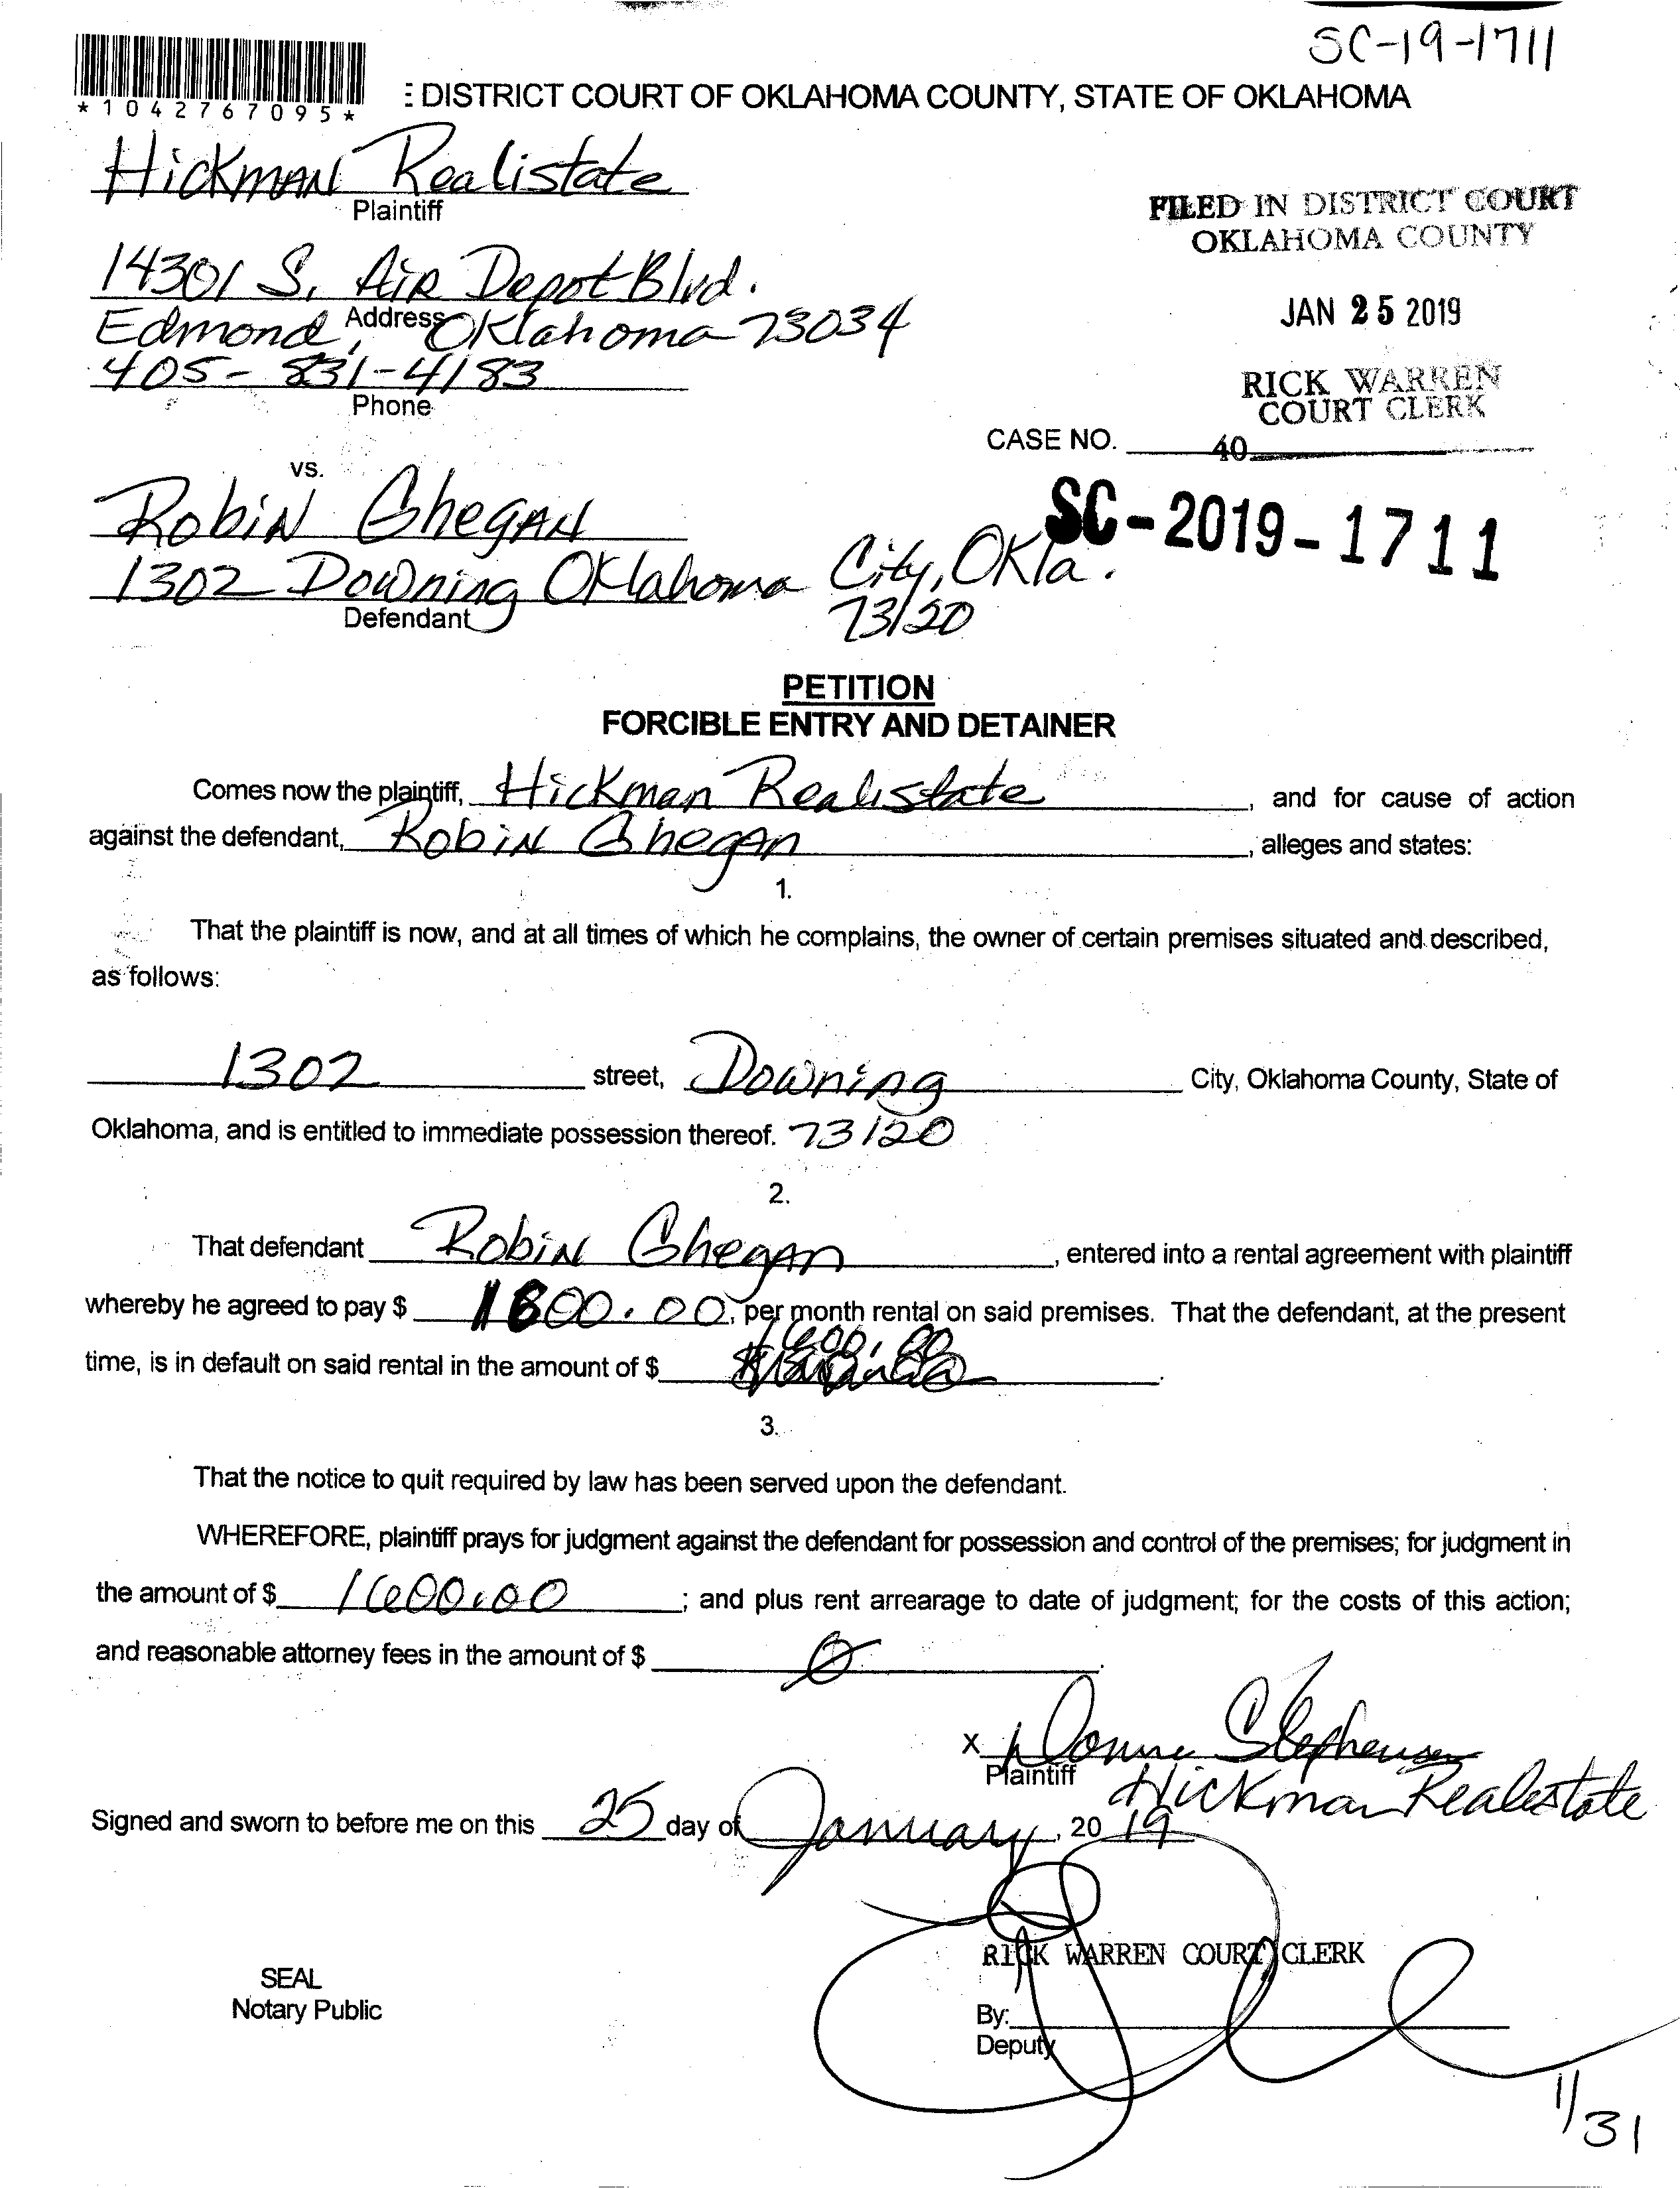 SC-19-1711
*1042767095*
E DISTRICT COURT OF OKLAHOMA COUNTY, STATE OF OKLAHOMA
Hickman Realistate
Plaintiff
FILED IN DISTRICT COURT
OKLAHOMA COUNTY
14301 S. Air Depot Blvd.
Address
Edmond, Oklahoma 73034
JAN 25 2019
405-831-4183
Phone
RICK WARREN
COURT CLERK
CASE NO.
40
vs.
SC-2019-1711
Robin Ghegan
1302 Downing Oklahoma City, Okla.
73120
Defendant
PETITION
FORCIBLE ENTRY AND DETAINER
Comes now the plaintiff, Hickman Realistate, and for cause of action
against the defendant, Robin Ghegan, alleges and states:
1.
That the plaintiff is now, and at all times of which he complains, the owner of certain premises situated and described,
as follows:
1302 street, Downing City, Oklahoma County, State of
Oklahoma, and is entitled to immediate possession thereof. 73120
2.
That defendant Robin Ghegan, entered into a rental agreement with plaintiff
whereby he agreed to pay $ 00.00, per month rental on said premises. That the defendant, at the present
1600.00
time, is in default on said rental in the amount of $
3.
That the notice to quit required by law has been served upon the defendant.
WHEREFORE, plaintiff prays for judgment against the defendant for possession and control of the premises; for judgment in
the amount of $ 1600.00; and plus rent arrearage to date of judgment; for the costs of this action;
and reasonable attorney fees in the amount of $ 0.
x Donna Stephenson
Plaintiff Hickman Realestate
Signed and sworn to before me on this 25 day of January, 2019
RICK WARREN COURT CLERK
SEAL
Notary Public
By:
Deputy
1/31